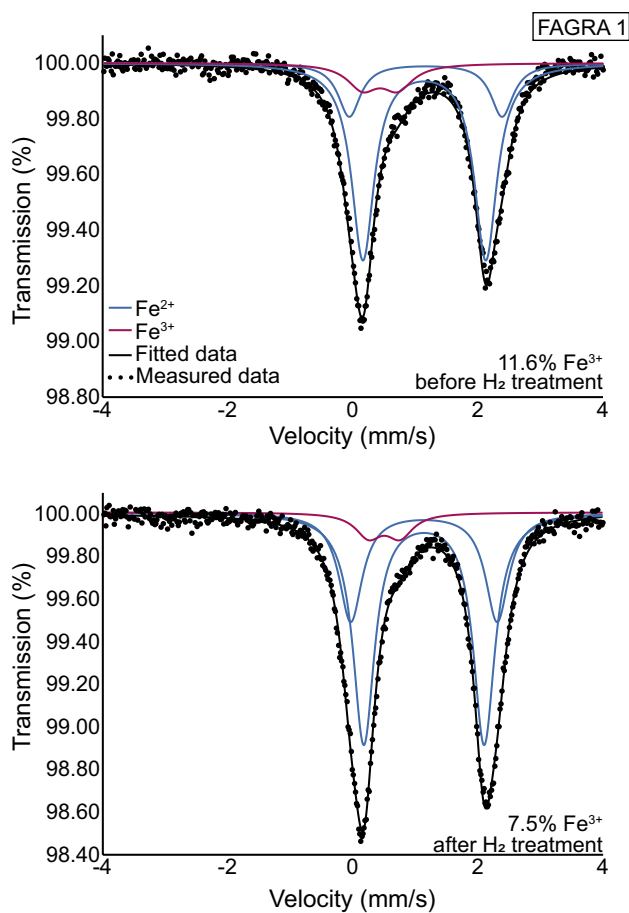 FAGRA 1
100.00
99.80
99.60
99.40
99.20
99.00
98.80
Transmission (%)
Fe²⁺
Fe³⁺
Fitted data
Measured data
11.6% Fe³⁺
before H₂ treatment
-4
-2
0
2
4
Velocity (mm/s)
100.00
99.80
99.60
99.40
99.20
99.00
98.80
98.60
98.40
Transmission (%)
7.5% Fe³⁺
after H₂ treatment
-4
-2
0
2
4
Velocity (mm/s)